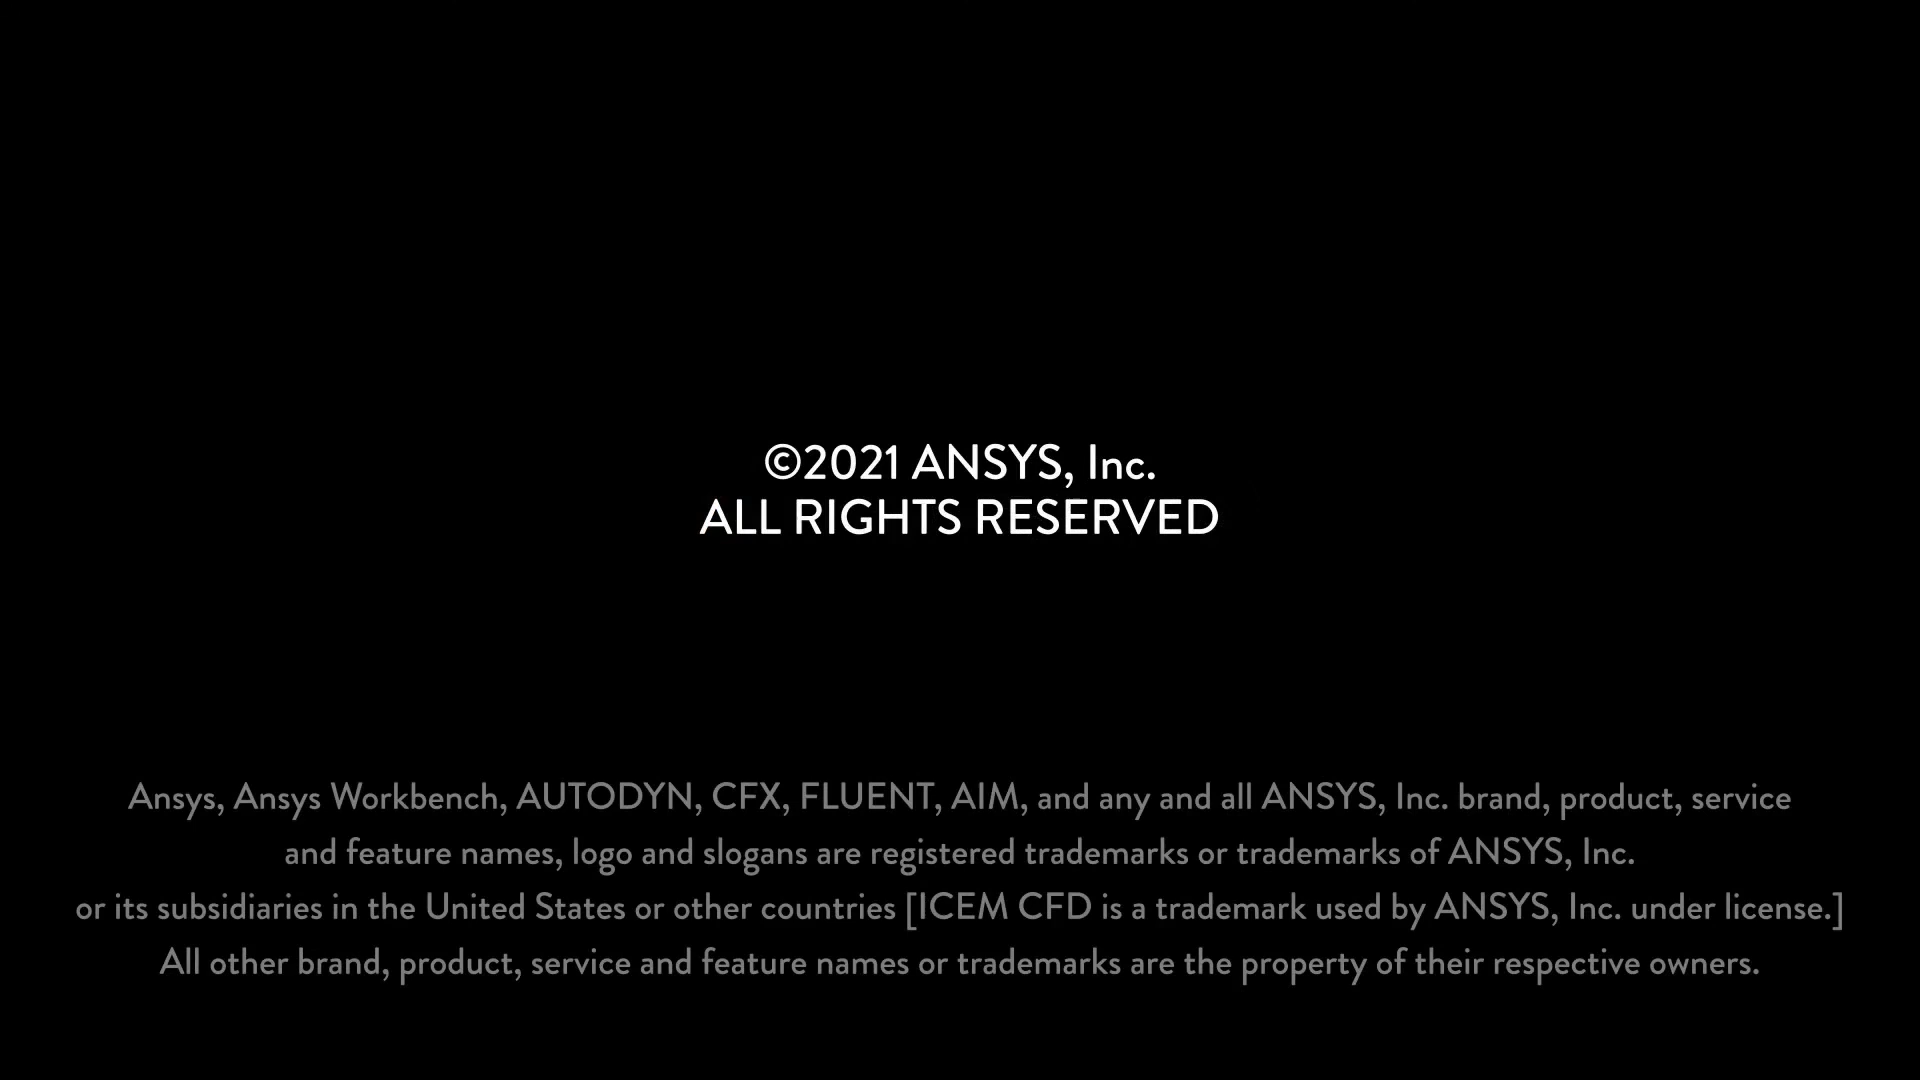 ©2021 ANSYS, Inc.
ALL RIGHTS RESERVED
Ansys, Ansys Workbench, AUTODYN, CFX, FLUENT, AIM, and any and all ANSYS, Inc. brand, product, service
and feature names, logo and slogans are registered trademarks or trademarks of ANSYS, Inc.
or its subsidiaries in the United States or other countries [ICEM CFD is a trademark used by ANSYS, Inc. under license.]
All other brand, product, service and feature names or trademarks are the property of their respective owners.